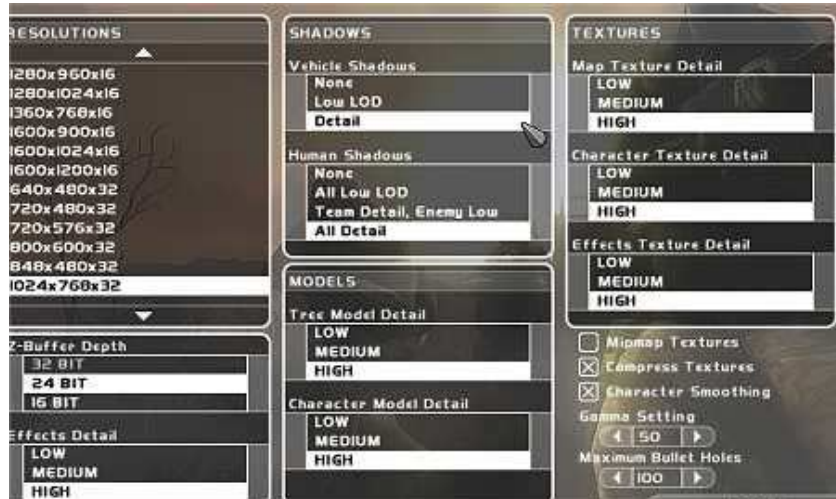 RESOLUTIONS
1280x960x16
1280x1024x16
1360x768x16
1600x900x16
1600x1024x16
1600x1200x16
640x480x32
720x480x32
720x576x32
800x600x32
848x480x32
1024x768x32
Z-Buffer Depth
32 BIT
24 BIT
16 BIT
Effects Detail
LOW
MEDIUM
HIGH
SHADOWS
Vehicle Shadows
None
Low LOD
Detail
Human Shadows
None
All Low LOD
Team Detail, Enemy Low
All Detail
MODELS
Tree Model Detail
LOW
MEDIUM
HIGH
Character Model Detail
LOW
MEDIUM
HIGH
TEXTURES
Map Texture Detail
LOW
MEDIUM
HIGH
Character Texture Detail
LOW
MEDIUM
HIGH
Effects Texture Detail
LOW
MEDIUM
HIGH
Mipmap Textures
Compress Textures
Character Smoothing
Gamma Setting
50
Maximum Bullet Holes
100